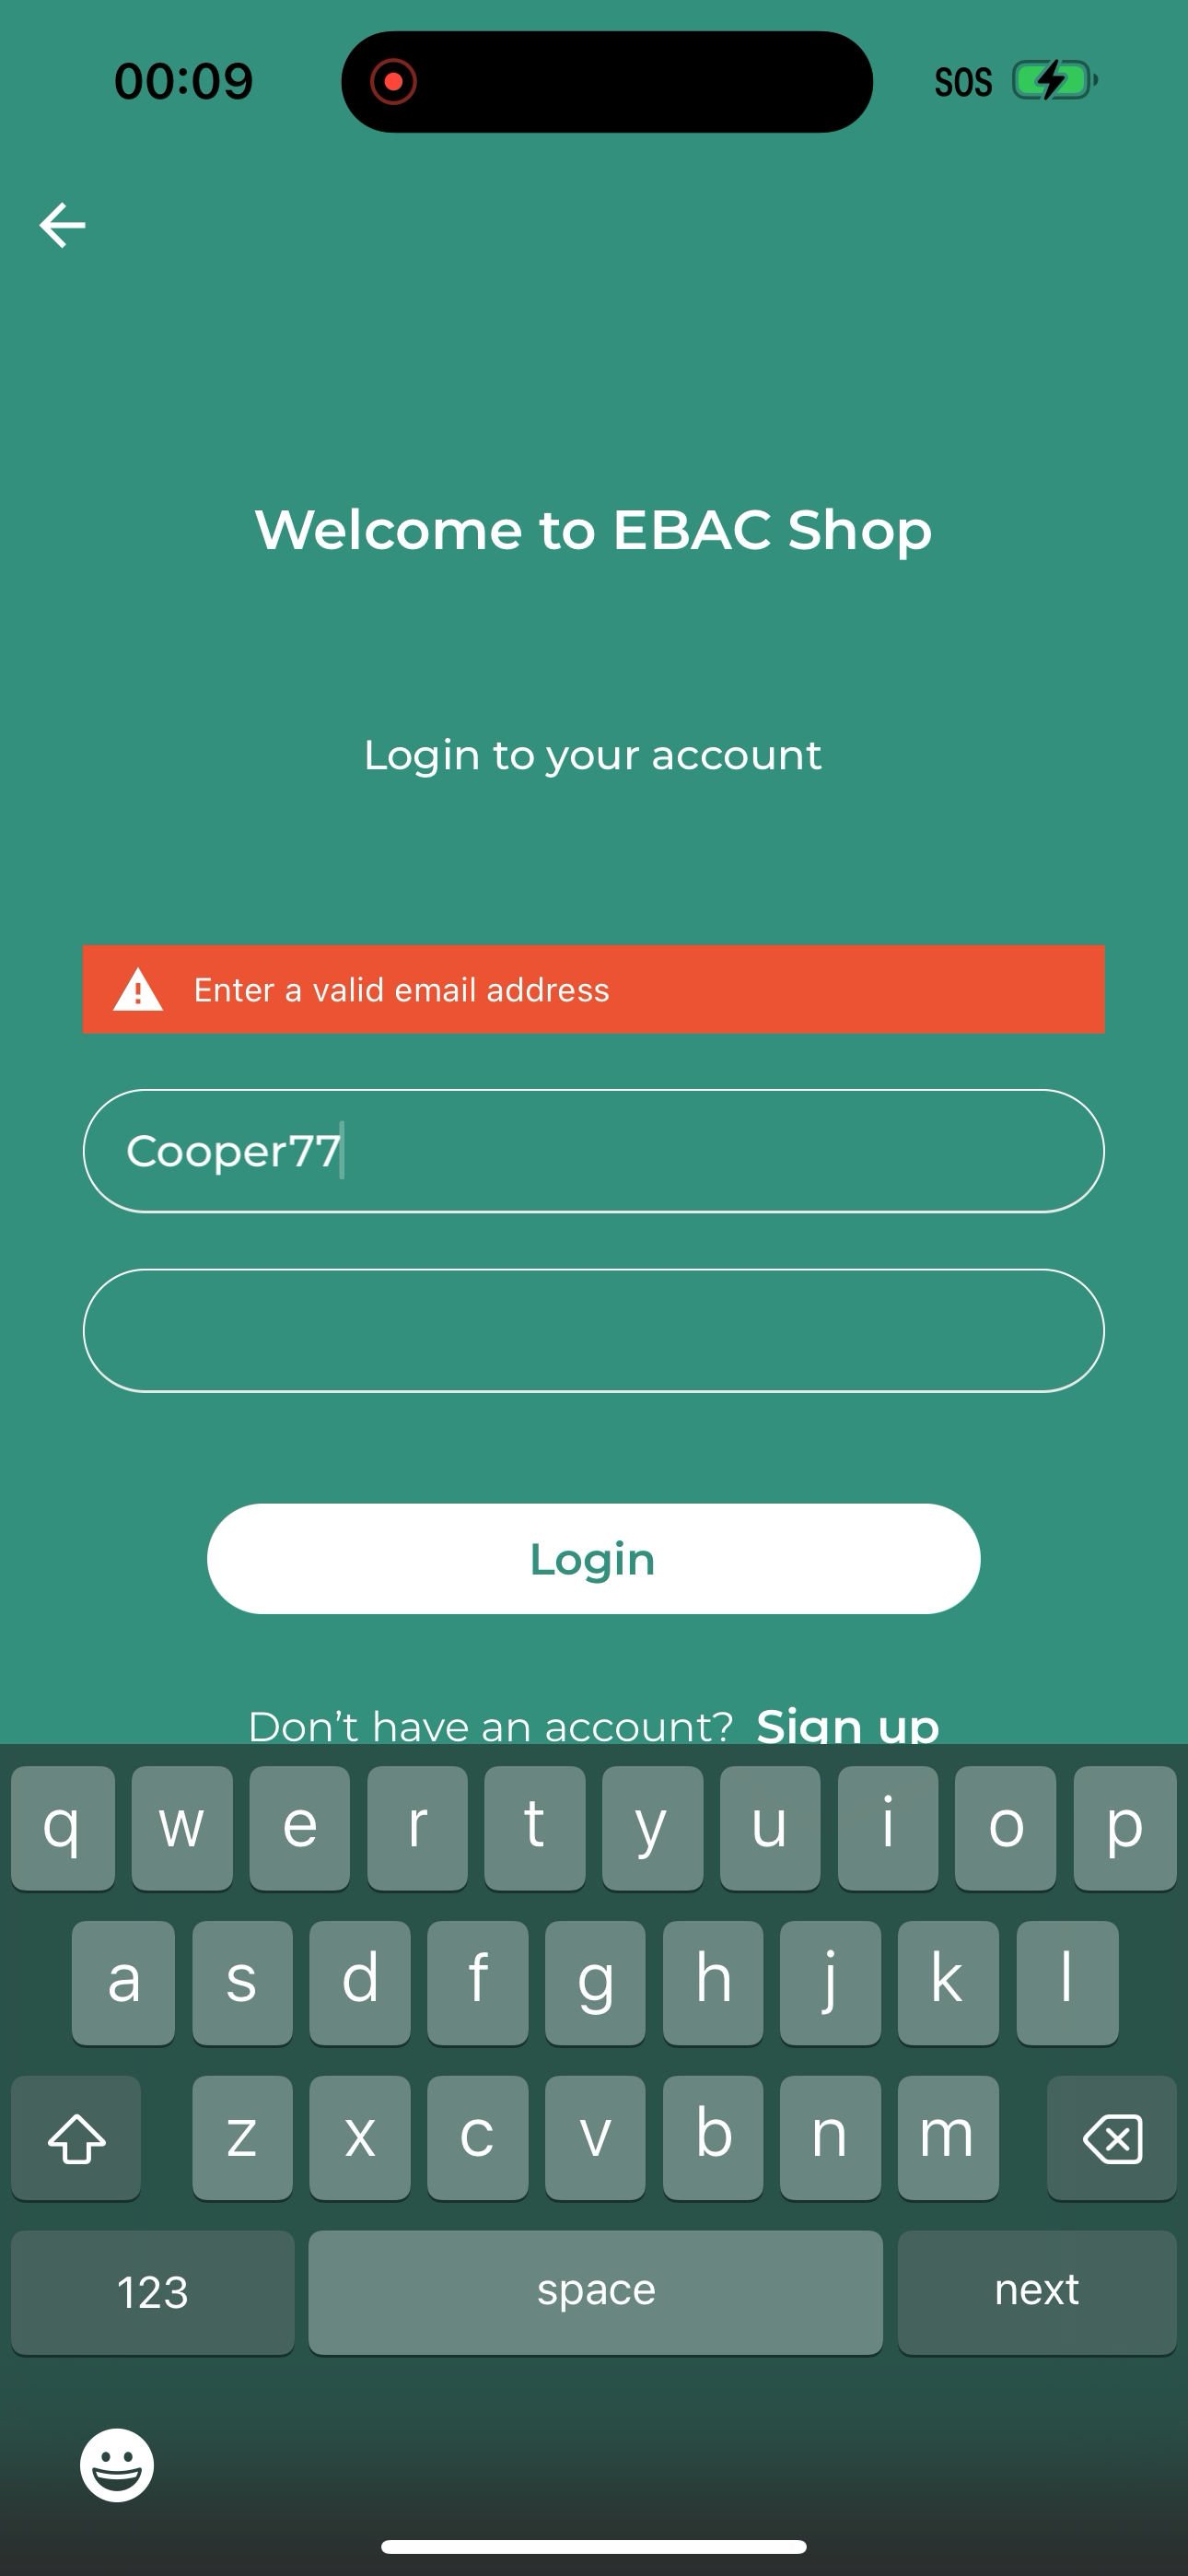 00:09
SOS
Welcome to EBAC Shop
Login to your account
Enter a valid email address
Cooper77
Login
Don’t have an account? Sign up
q w e r t y u i o p
a s d f g h j k l
z x c v b n m
123 space next